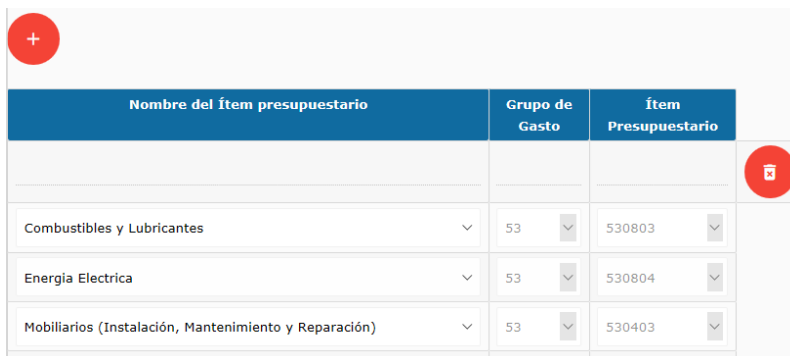 +
Nombre del Ítem presupuestario
Grupo de
Gasto
Ítem
Presupuestario
Combustibles y Lubricantes 53 530803
Energia Electrica 53 530804
Mobiliarios (Instalación, Mantenimiento y Reparación) 53 530403